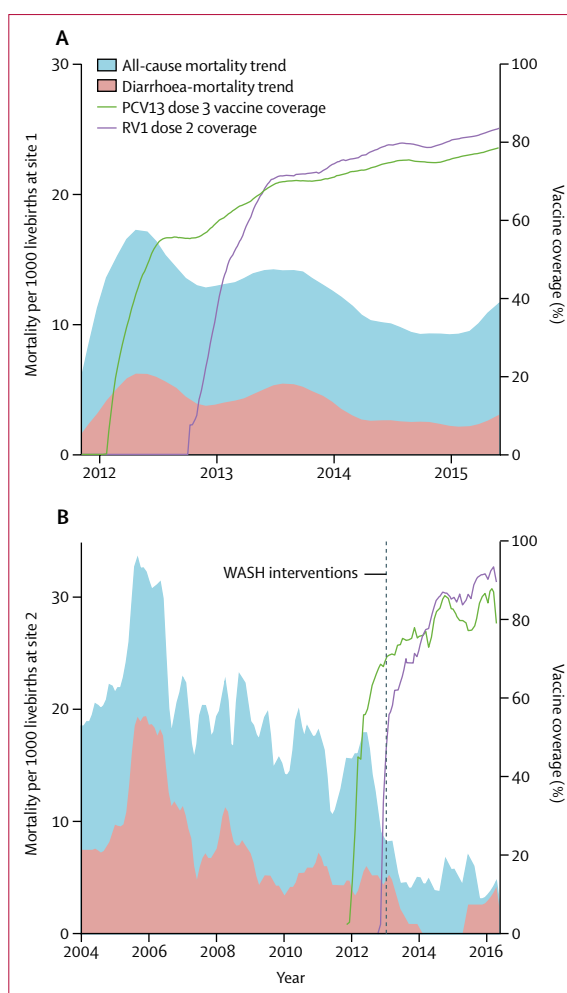 A
30
20
10
0
Mortality per 1000 livebirths at site 1
All-cause mortality trend
Diarrhoea-mortality trend
PCV13 dose 3 vaccine coverage
RV1 dose 2 coverage
100
80
60
40
20
0
Vaccine coverage (%)
2012
2013
2014
2015
B
30
20
10
0
Mortality per 1000 livebirths at site 2
WASH interventions
100
80
60
40
20
0
Vaccine coverage (%)
2004
2006
2008
2010
2012
2014
2016
Year